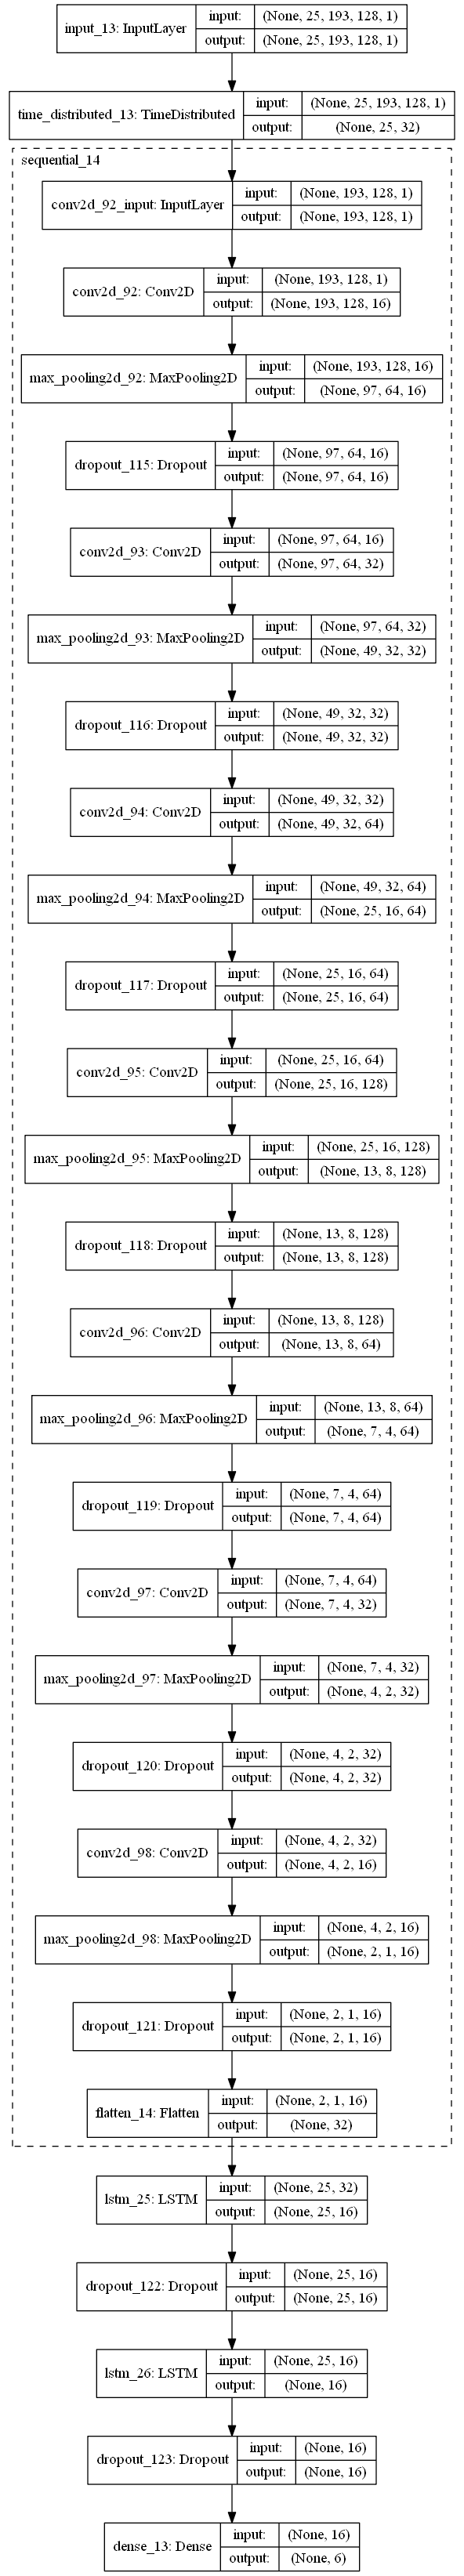 input_13: InputLayer
input: (None, 25, 193, 128, 1)
output: (None, 25, 193, 128, 1)
time_distributed_13: TimeDistributed
input: (None, 25, 193, 128, 1)
output: (None, 25, 32)
sequential_14
conv2d_92_input: InputLayer
input: (None, 193, 128, 1)
output: (None, 193, 128, 1)
conv2d_92: Conv2D
input: (None, 193, 128, 1)
output: (None, 193, 128, 16)
max_pooling2d_92: MaxPooling2D
input: (None, 193, 128, 16)
output: (None, 97, 64, 16)
dropout_115: Dropout
input: (None, 97, 64, 16)
output: (None, 97, 64, 16)
conv2d_93: Conv2D
input: (None, 97, 64, 16)
output: (None, 97, 64, 32)
max_pooling2d_93: MaxPooling2D
input: (None, 97, 64, 32)
output: (None, 49, 32, 32)
dropout_116: Dropout
input: (None, 49, 32, 32)
output: (None, 49, 32, 32)
conv2d_94: Conv2D
input: (None, 49, 32, 32)
output: (None, 49, 32, 64)
max_pooling2d_94: MaxPooling2D
input: (None, 49, 32, 64)
output: (None, 25, 16, 64)
dropout_117: Dropout
input: (None, 25, 16, 64)
output: (None, 25, 16, 64)
conv2d_95: Conv2D
input: (None, 25, 16, 64)
output: (None, 25, 16, 128)
max_pooling2d_95: MaxPooling2D
input: (None, 25, 16, 128)
output: (None, 13, 8, 128)
dropout_118: Dropout
input: (None, 13, 8, 128)
output: (None, 13, 8, 128)
conv2d_96: Conv2D
input: (None, 13, 8, 128)
output: (None, 13, 8, 64)
max_pooling2d_96: MaxPooling2D
input: (None, 13, 8, 64)
output: (None, 7, 4, 64)
dropout_119: Dropout
input: (None, 7, 4, 64)
output: (None, 7, 4, 64)
conv2d_97: Conv2D
input: (None, 7, 4, 64)
output: (None, 7, 4, 32)
max_pooling2d_97: MaxPooling2D
input: (None, 7, 4, 32)
output: (None, 4, 2, 32)
dropout_120: Dropout
input: (None, 4, 2, 32)
output: (None, 4, 2, 32)
conv2d_98: Conv2D
input: (None, 4, 2, 32)
output: (None, 4, 2, 16)
max_pooling2d_98: MaxPooling2D
input: (None, 4, 2, 16)
output: (None, 2, 1, 16)
dropout_121: Dropout
input: (None, 2, 1, 16)
output: (None, 2, 1, 16)
flatten_14: Flatten
input: (None, 2, 1, 16)
output: (None, 32)
lstm_25: LSTM
input: (None, 25, 32)
output: (None, 25, 16)
dropout_122: Dropout
input: (None, 25, 16)
output: (None, 25, 16)
lstm_26: LSTM
input: (None, 25, 16)
output: (None, 16)
dropout_123: Dropout
input: (None, 16)
output: (None, 16)
dense_13: Dense
input: (None, 16)
output: (None, 6)